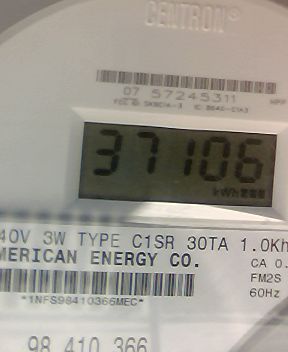 CENTRON®
07 57245311
37106
kWh
40V 3W TYPE C1SR 30TA 1.0Kh
MERICAN ENERGY CO.
CA 0.
FM2S
60Hz
*1NFS98410366MEC*
98 410 366